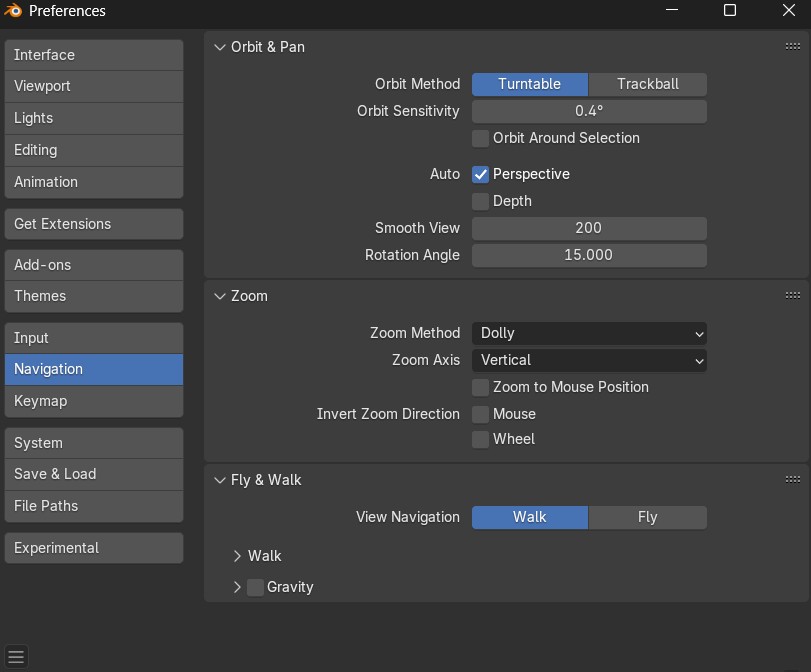 Preferences
Interface
Viewport
Lights
Editing
Animation
Get Extensions
Add-ons
Themes
Input
Navigation
Keymap
System
Save & Load
File Paths
Experimental
Orbit & Pan
Orbit Method Turntable Trackball
Orbit Sensitivity 0.4°
Orbit Around Selection
Auto Perspective
Depth
Smooth View 200
Rotation Angle 15.000
Zoom
Zoom Method Dolly
Zoom Axis Vertical
Zoom to Mouse Position
Invert Zoom Direction Mouse
Wheel
Fly & Walk
View Navigation Walk Fly
Walk
Gravity